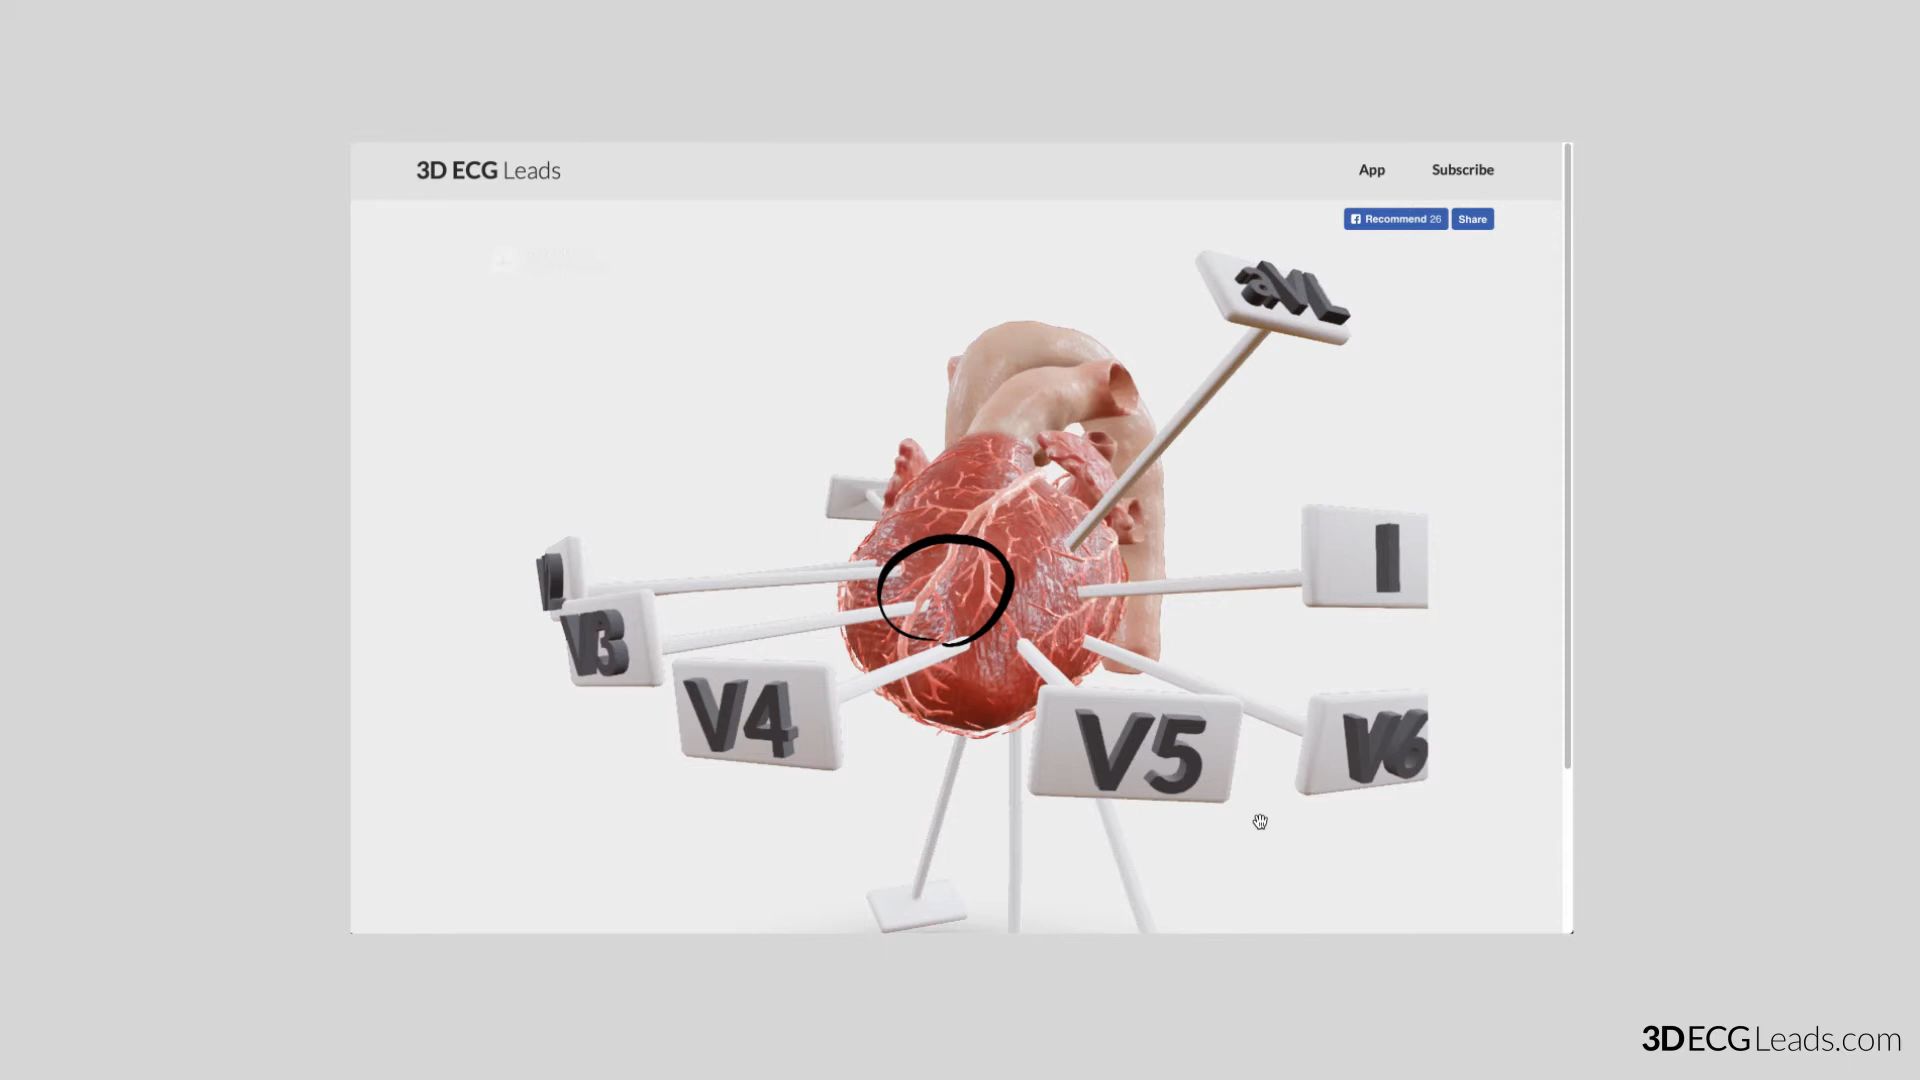 3D ECG Leads
App
Subscribe
Recommend 26
Share
aVL
I
V3
V4
V5
V6
3DECGLeads.com